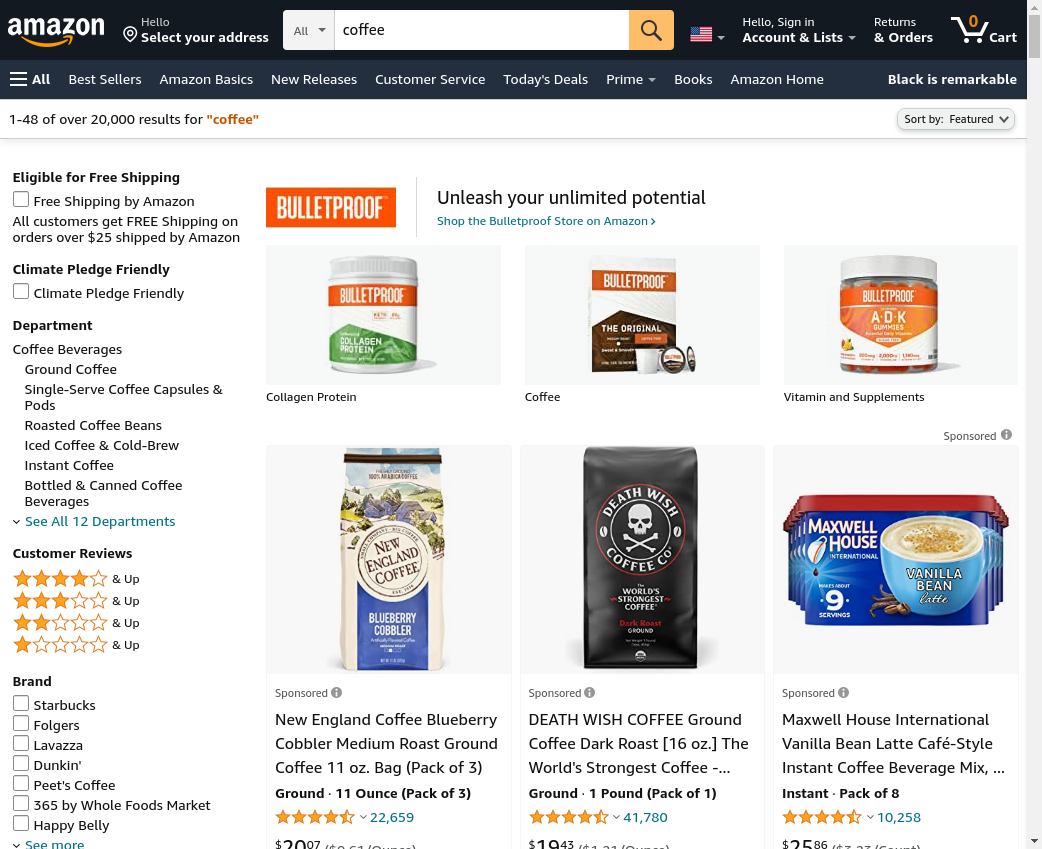 amazon
Hello
Select your address
All
coffee
Hello, Sign in
Account & Lists
Returns
& Orders
0
Cart
All
Best Sellers
Amazon Basics
New Releases
Customer Service
Today's Deals
Prime
Books
Amazon Home
Black is remarkable
1-48 of over 20,000 results for "coffee"
Sort by: Featured
Eligible for Free Shipping
Free Shipping by Amazon
All customers get FREE Shipping on
orders over $25 shipped by Amazon
Climate Pledge Friendly
Climate Pledge Friendly
Department
Coffee Beverages
Ground Coffee
Single-Serve Coffee Capsules &
Pods
Roasted Coffee Beans
Iced Coffee & Cold-Brew
Instant Coffee
Bottled & Canned Coffee
Beverages
See All 12 Departments
Customer Reviews
& Up
& Up
& Up
& Up
Brand
Starbucks
Folgers
Lavazza
Dunkin'
Peet's Coffee
365 by Whole Foods Market
Happy Belly
See more
BULLETPROOF
Unleash your unlimited potential
Shop the Bulletproof Store on Amazon
BULLETPROOF
KETO
COLLAGEN
PROTEIN
Collagen Protein
BULLETPROOF
THE ORIGINAL
Coffee
BULLETPROOF
A·D·K
GUMMIES
Vitamin and Supplements
Sponsored
FRESHLY GROUND
100% ARABICA COFFEE
NEW
ENGLAND
COFFEE
BLUEBERRY
COBBLER
Artificially Flavored Coffee
MEDIUM ROAST
Sponsored
New England Coffee Blueberry
Cobbler Medium Roast Ground
Coffee 11 oz. Bag (Pack of 3)
Ground · 11 Ounce (Pack of 3)
22,659
$20.07 ($0.61/Ounce)
DEATH WISH
COFFEE CO.
The
WORLD'S
STRONGEST
COFFEE
Dark Roast
GROUND
Sponsored
DEATH WISH COFFEE Ground
Coffee Dark Roast [16 oz.] The
World's Strongest Coffee -...
Ground · 1 Pound (Pack of 1)
41,780
$19.43 ($1.21/Ounce)
MAXWELL
HOUSE
INTERNATIONAL
MAKES ABOUT
9
SERVINGS
VANILLA
BEAN
latte
Sponsored
Maxwell House International
Vanilla Bean Latte Café-Style
Instant Coffee Beverage Mix, ...
Instant · Pack of 8
10,258
$25.86 ($3.23/Count)